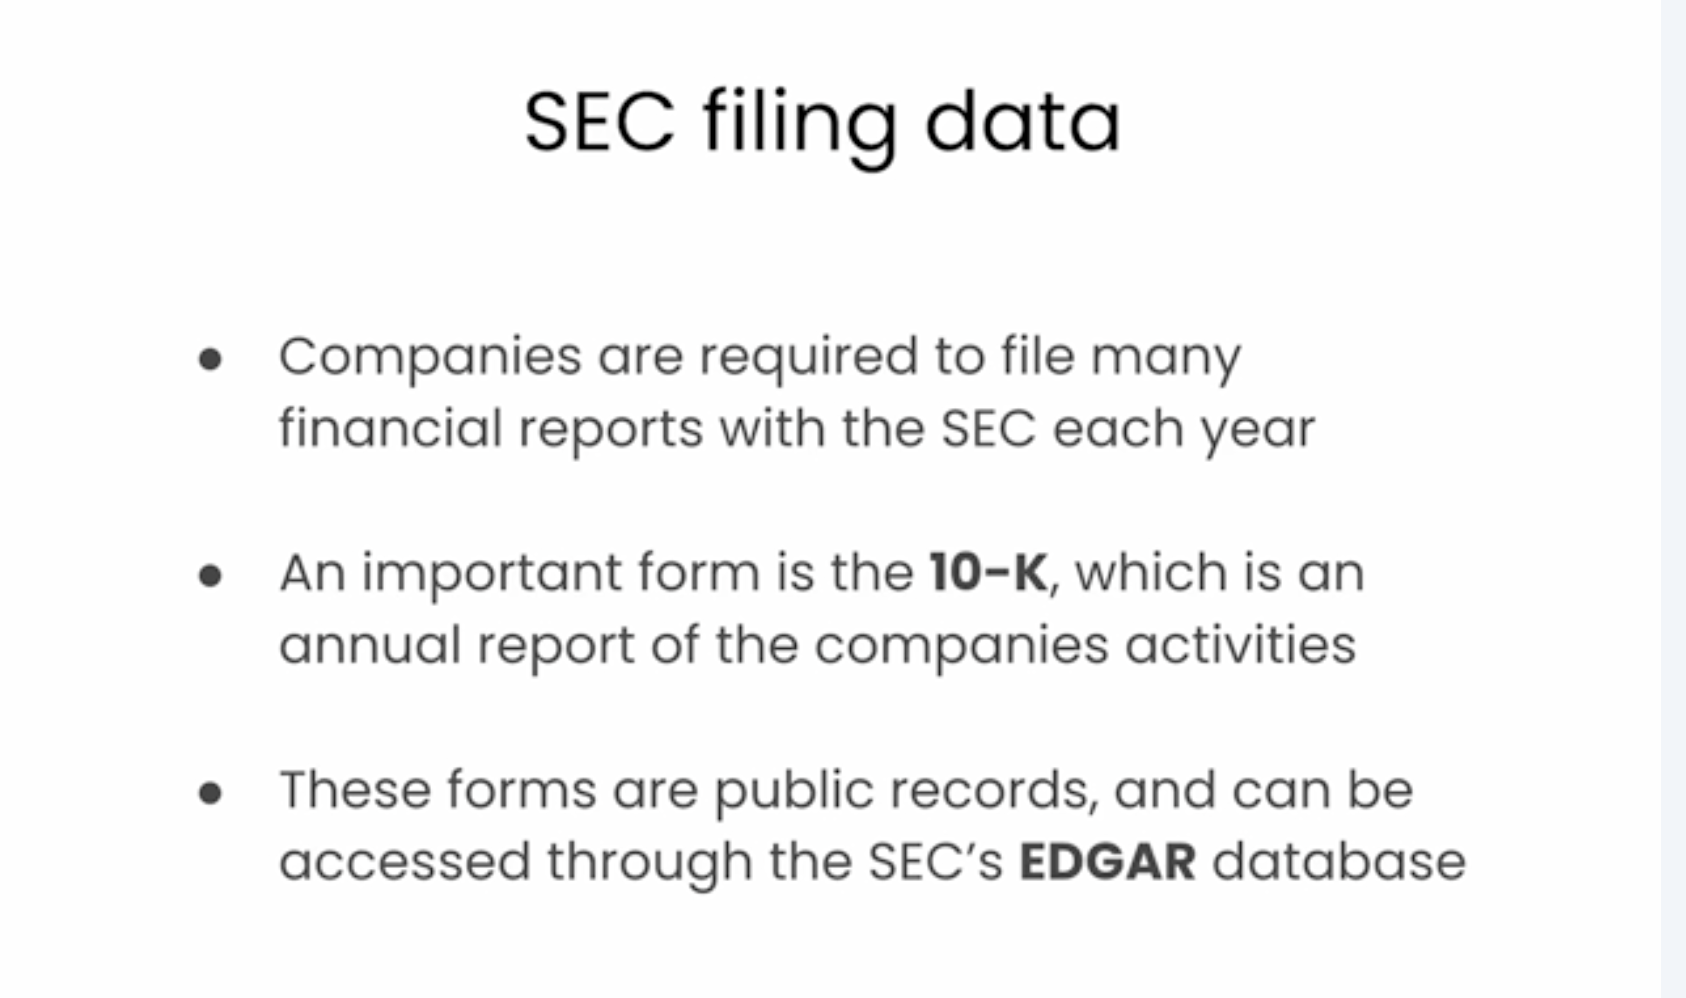 SEC filing data
● Companies are required to file many
financial reports with the SEC each year
● An important form is the 10-K, which is an
annual report of the companies activities
● These forms are public records, and can be
accessed through the SEC’s EDGAR database